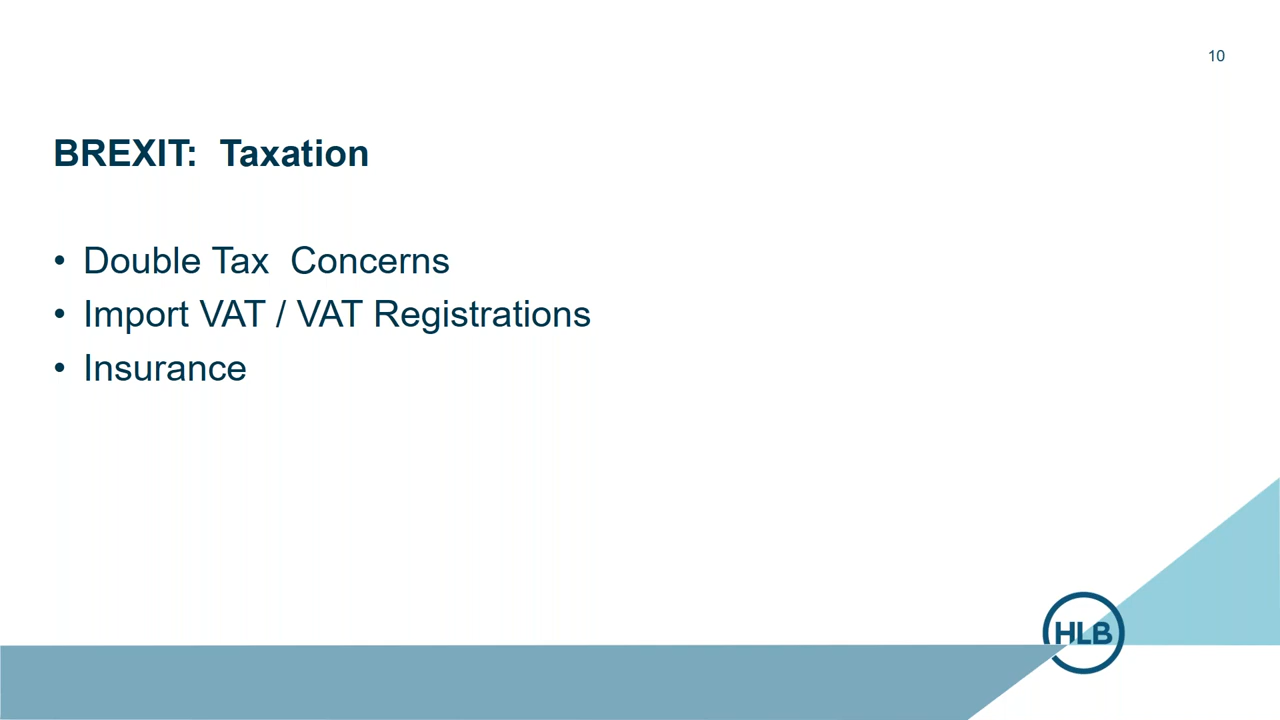 10
BREXIT:  Taxation
• Double Tax  Concerns
• Import VAT / VAT Registrations
• Insurance
HLB